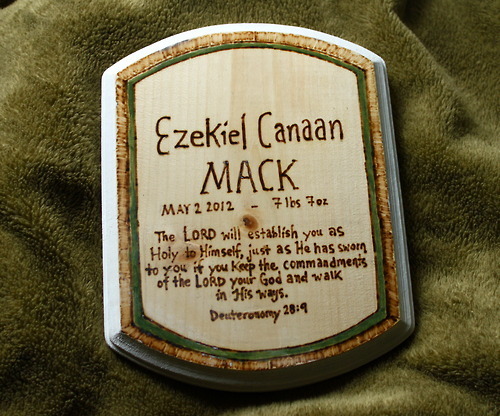 Ezekiel Canaan
MACK
MAY 2 2012 - 7 lbs 7oz
The LORD will establish you as
Holy to Himself, just as He has sworn
to you if you keep the commandments
of the LORD your God and walk
in His ways.
Deuteronomy 28:9